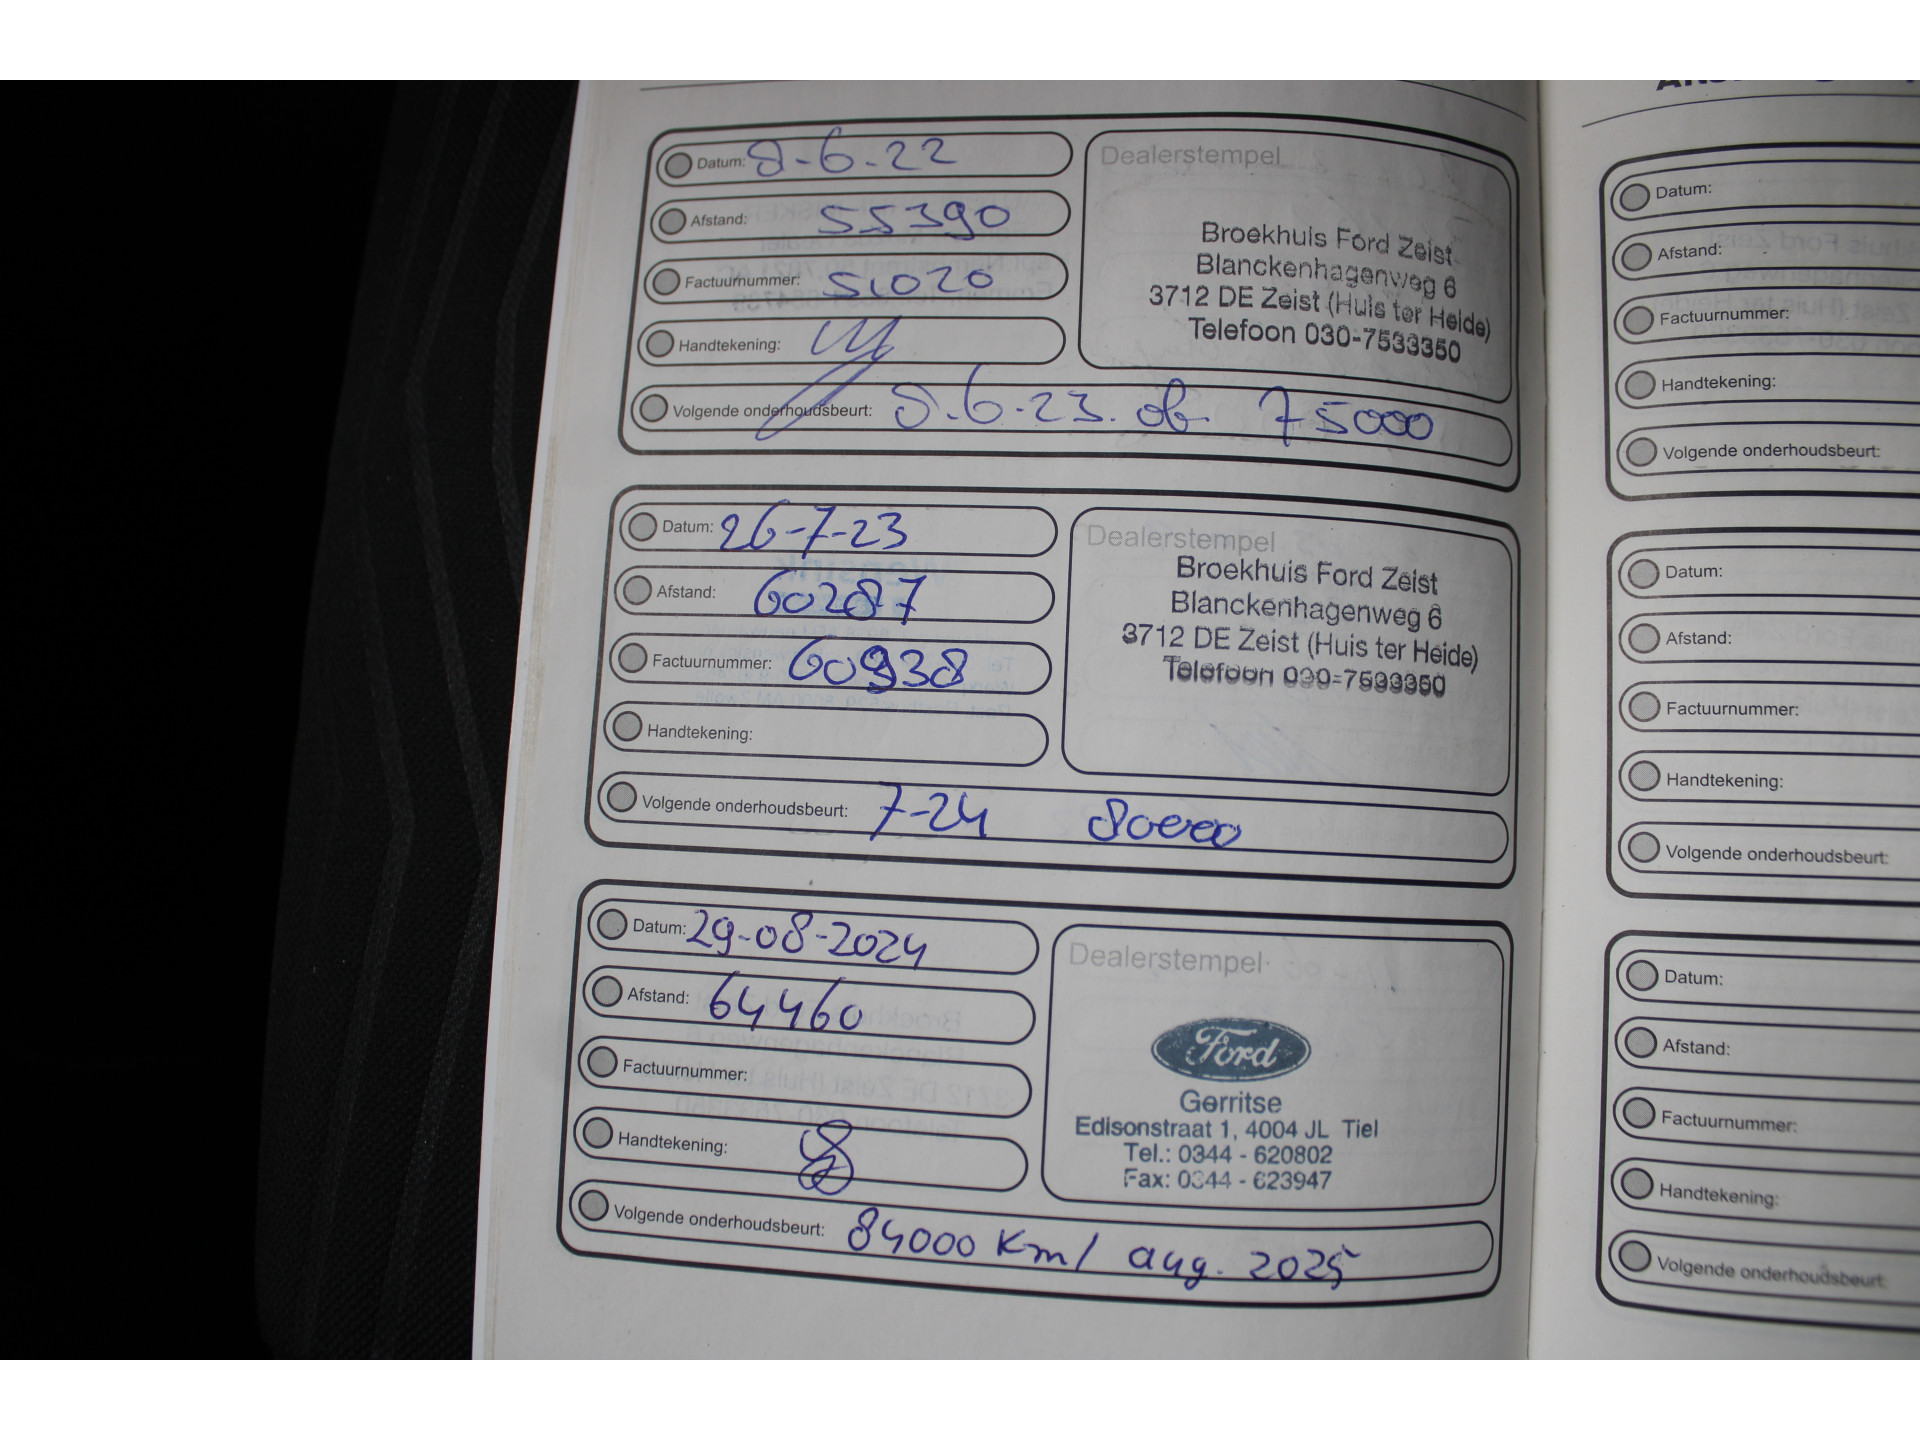 Datum: 8-6-22
Afstand: 55390
Factuurnummer: 51020
Handtekening:
Volgende onderhoudsbeurt: 8.6.23. of 75000
Dealerstempel
Broekhuis Ford Zeist
Blanckenhagenweg 6
3712 DE Zeist (Huis ter Heide)
Telefoon 030-7533350
Datum: 26-7-23
Afstand: 60287
Factuurnummer: 60938
Handtekening:
Volgende onderhoudsbeurt: 7-24 80000
Dealerstempel
Broekhuis Ford Zeist
Blanckenhagenweg 6
3712 DE Zeist (Huis ter Heide)
Telefoon 030-7533350
Datum: 29-08-2024
Afstand: 64460
Factuurnummer:
Handtekening:
Volgende onderhoudsbeurt: 84000 Km/ aug. 2025
Dealerstempel
Ford
Gerritse
Edisonstraat 1, 4004 JL Tiel
Tel.: 0344 - 620802
Fax: 0344 - 623947
Datum:
Afstand:
Factuurnummer:
Handtekening:
Volgende onderhoudsbeurt:
Datum:
Afstand:
Factuurnummer:
Handtekening:
Volgende onderhoudsbeurt:
Datum:
Afstand:
Factuurnummer:
Handtekening:
Volgende onderhoudsbeurt: